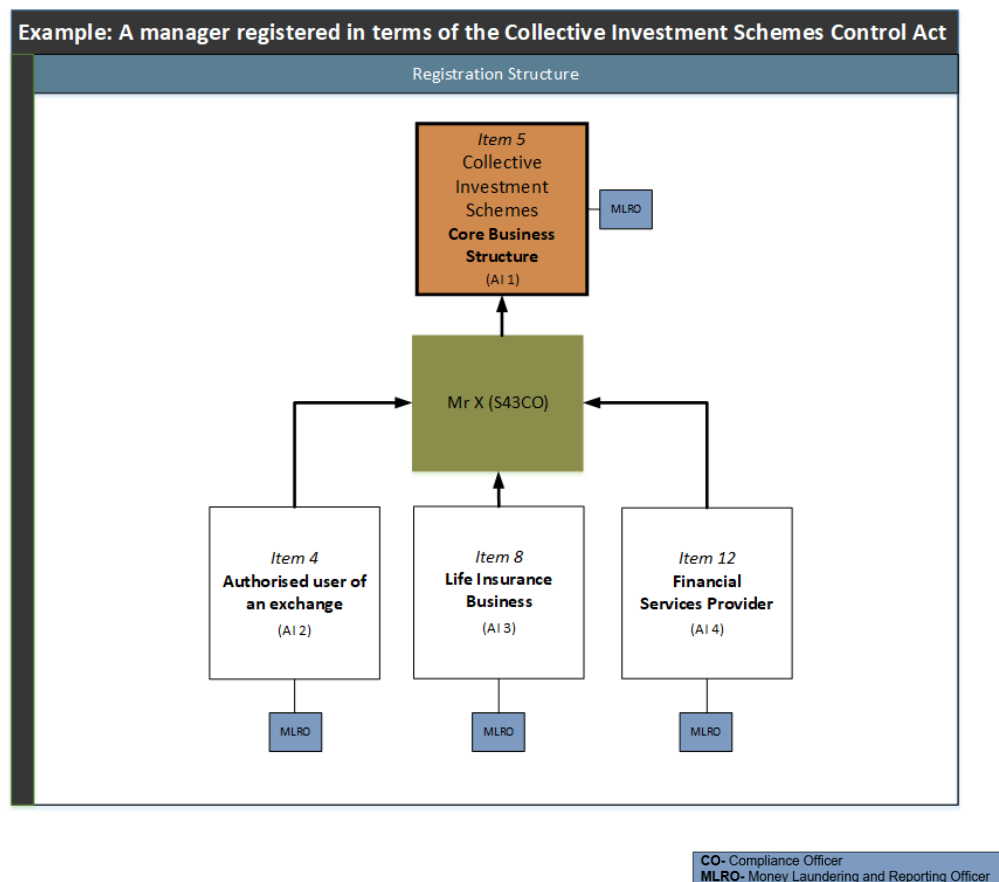 Example: A manager registered in terms of the Collective Investment Schemes Control Act
Registration Structure
Item 5
Collective
Investment
Schemes
Core Business
Structure
(AI 1)
MLRO
Mr X (S43CO)
Item 4
Authorised user of
an exchange
(AI 2)
Item 8
Life Insurance
Business
(AI 3)
Item 12
Financial
Services Provider
(AI 4)
MLRO
MLRO
MLRO
CO- Compliance Officer
MLRO- Money Laundering and Reporting Officer